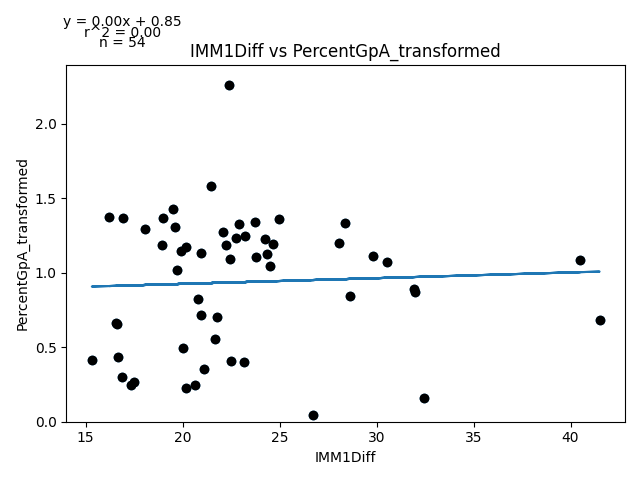 y = 0.00x + 0.85
r^2 = 0.00
n = 54
IMM1Diff vs PercentGpA_transformed
PercentGpA_transformed
2.0
1.5
1.0
0.5
0.0
15 20 25 30 35 40
IMM1Diff